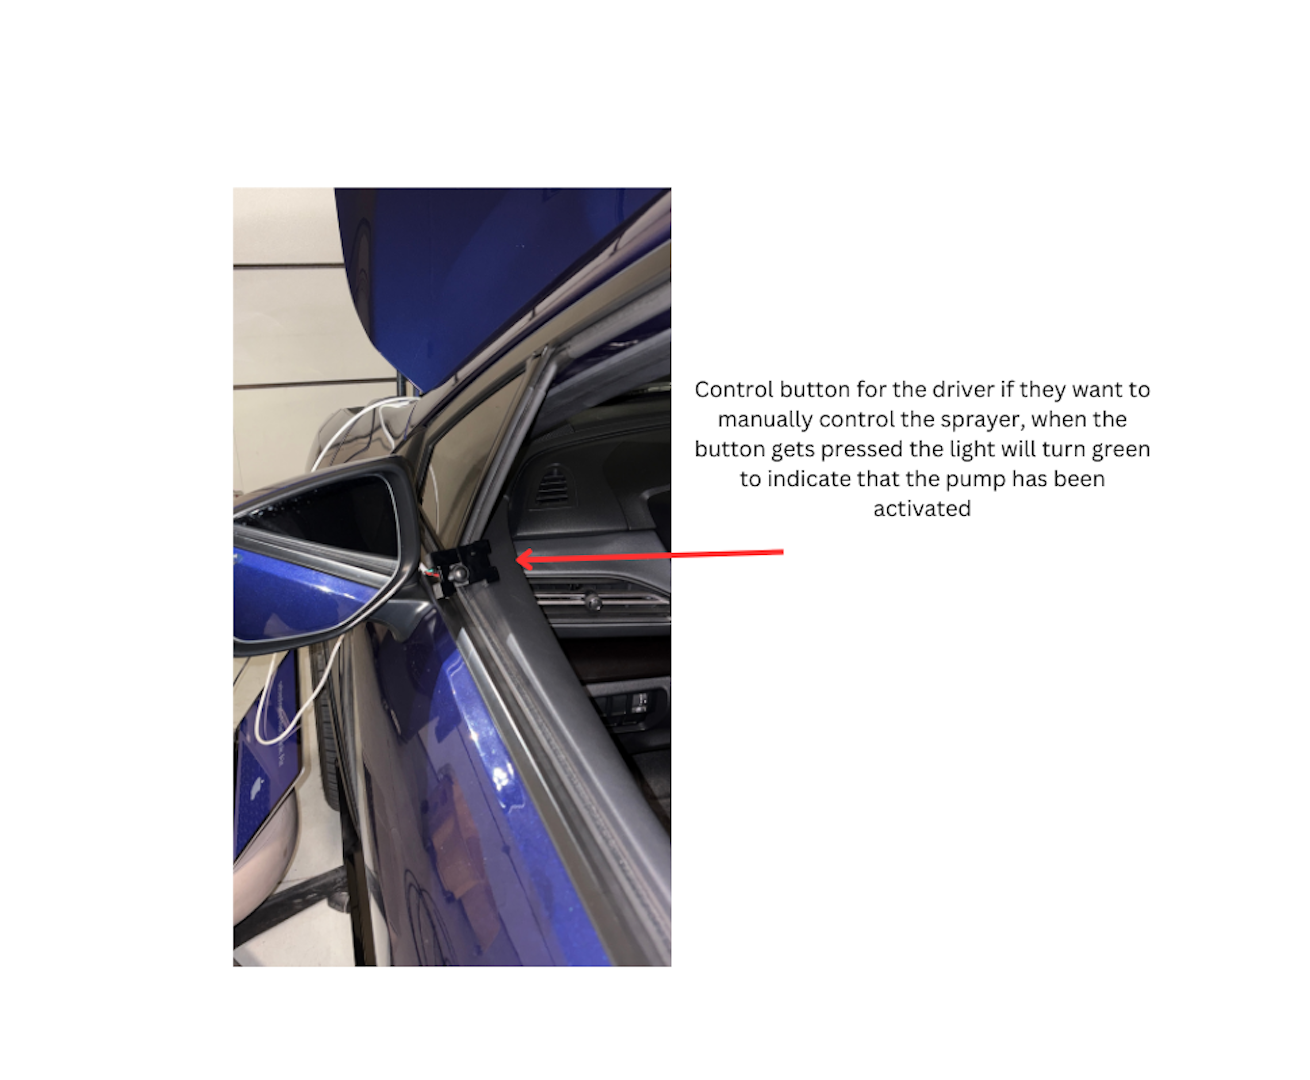 Control button for the driver if they want to
manually control the sprayer, when the
button gets pressed the light will turn green
to indicate that the pump has been
activated